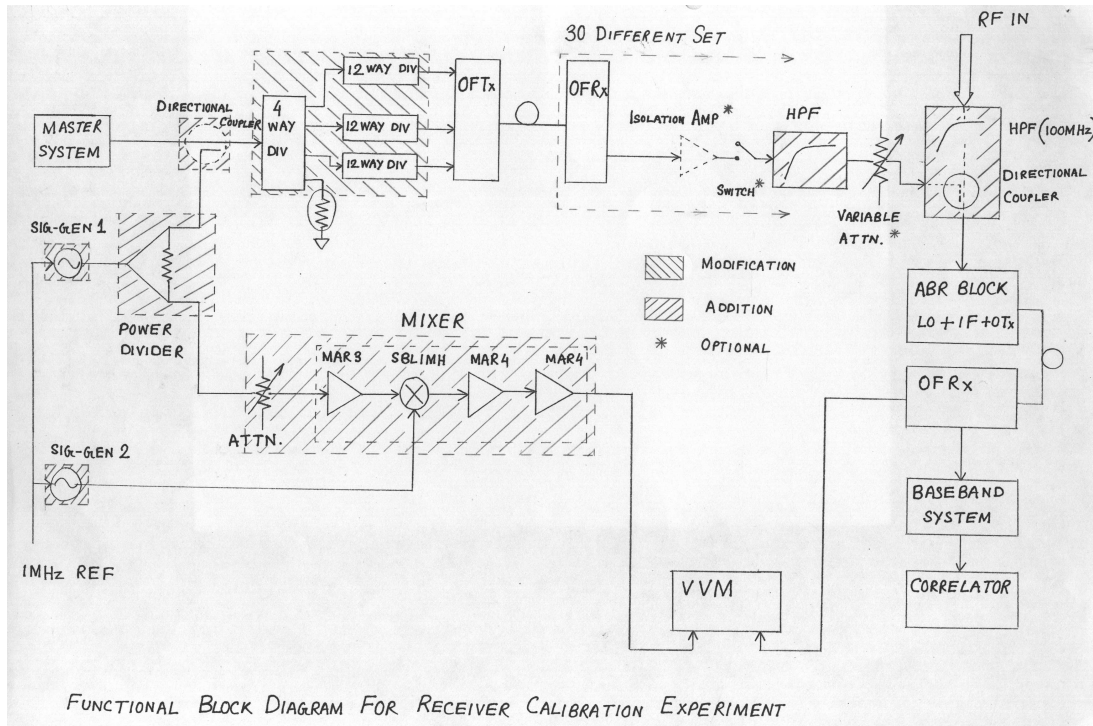 30 DIFFERENT SET
RF IN
MASTER
SYSTEM
DIRECTIONAL
COUPLER
4
WAY
DIV
12 WAY DIV
12 WAY DIV
12 WAY DIV
OFTx
OFRx
ISOLATION AMP*
SWITCH*
HPF
VARIABLE
ATTN. *
HPF (100MHz)
DIRECTIONAL
COUPLER
SIG-GEN 1
POWER
DIVIDER
MODIFICATION
ADDITION
* OPTIONAL
ABR BLOCK
LO + IF + OTx
OFRx
MIXER
MAR3
SBLIMH
MAR4
MAR4
ATTN.
SIG-GEN 2
1MHz REF
BASEBAND
SYSTEM
VVM
CORRELATOR
FUNCTIONAL BLOCK DIAGRAM FOR RECEIVER CALIBRATION EXPERIMENT